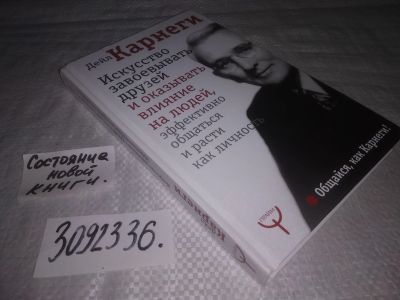 Дейл
Карнеги
Искусство
завоевывать
друзей
и оказывать
влияние
на людей,
эффективно
общаться
и расти
как личность
Общайся, как Карнеги!
Состояние
новой
книги.
3092336.
Карнеги